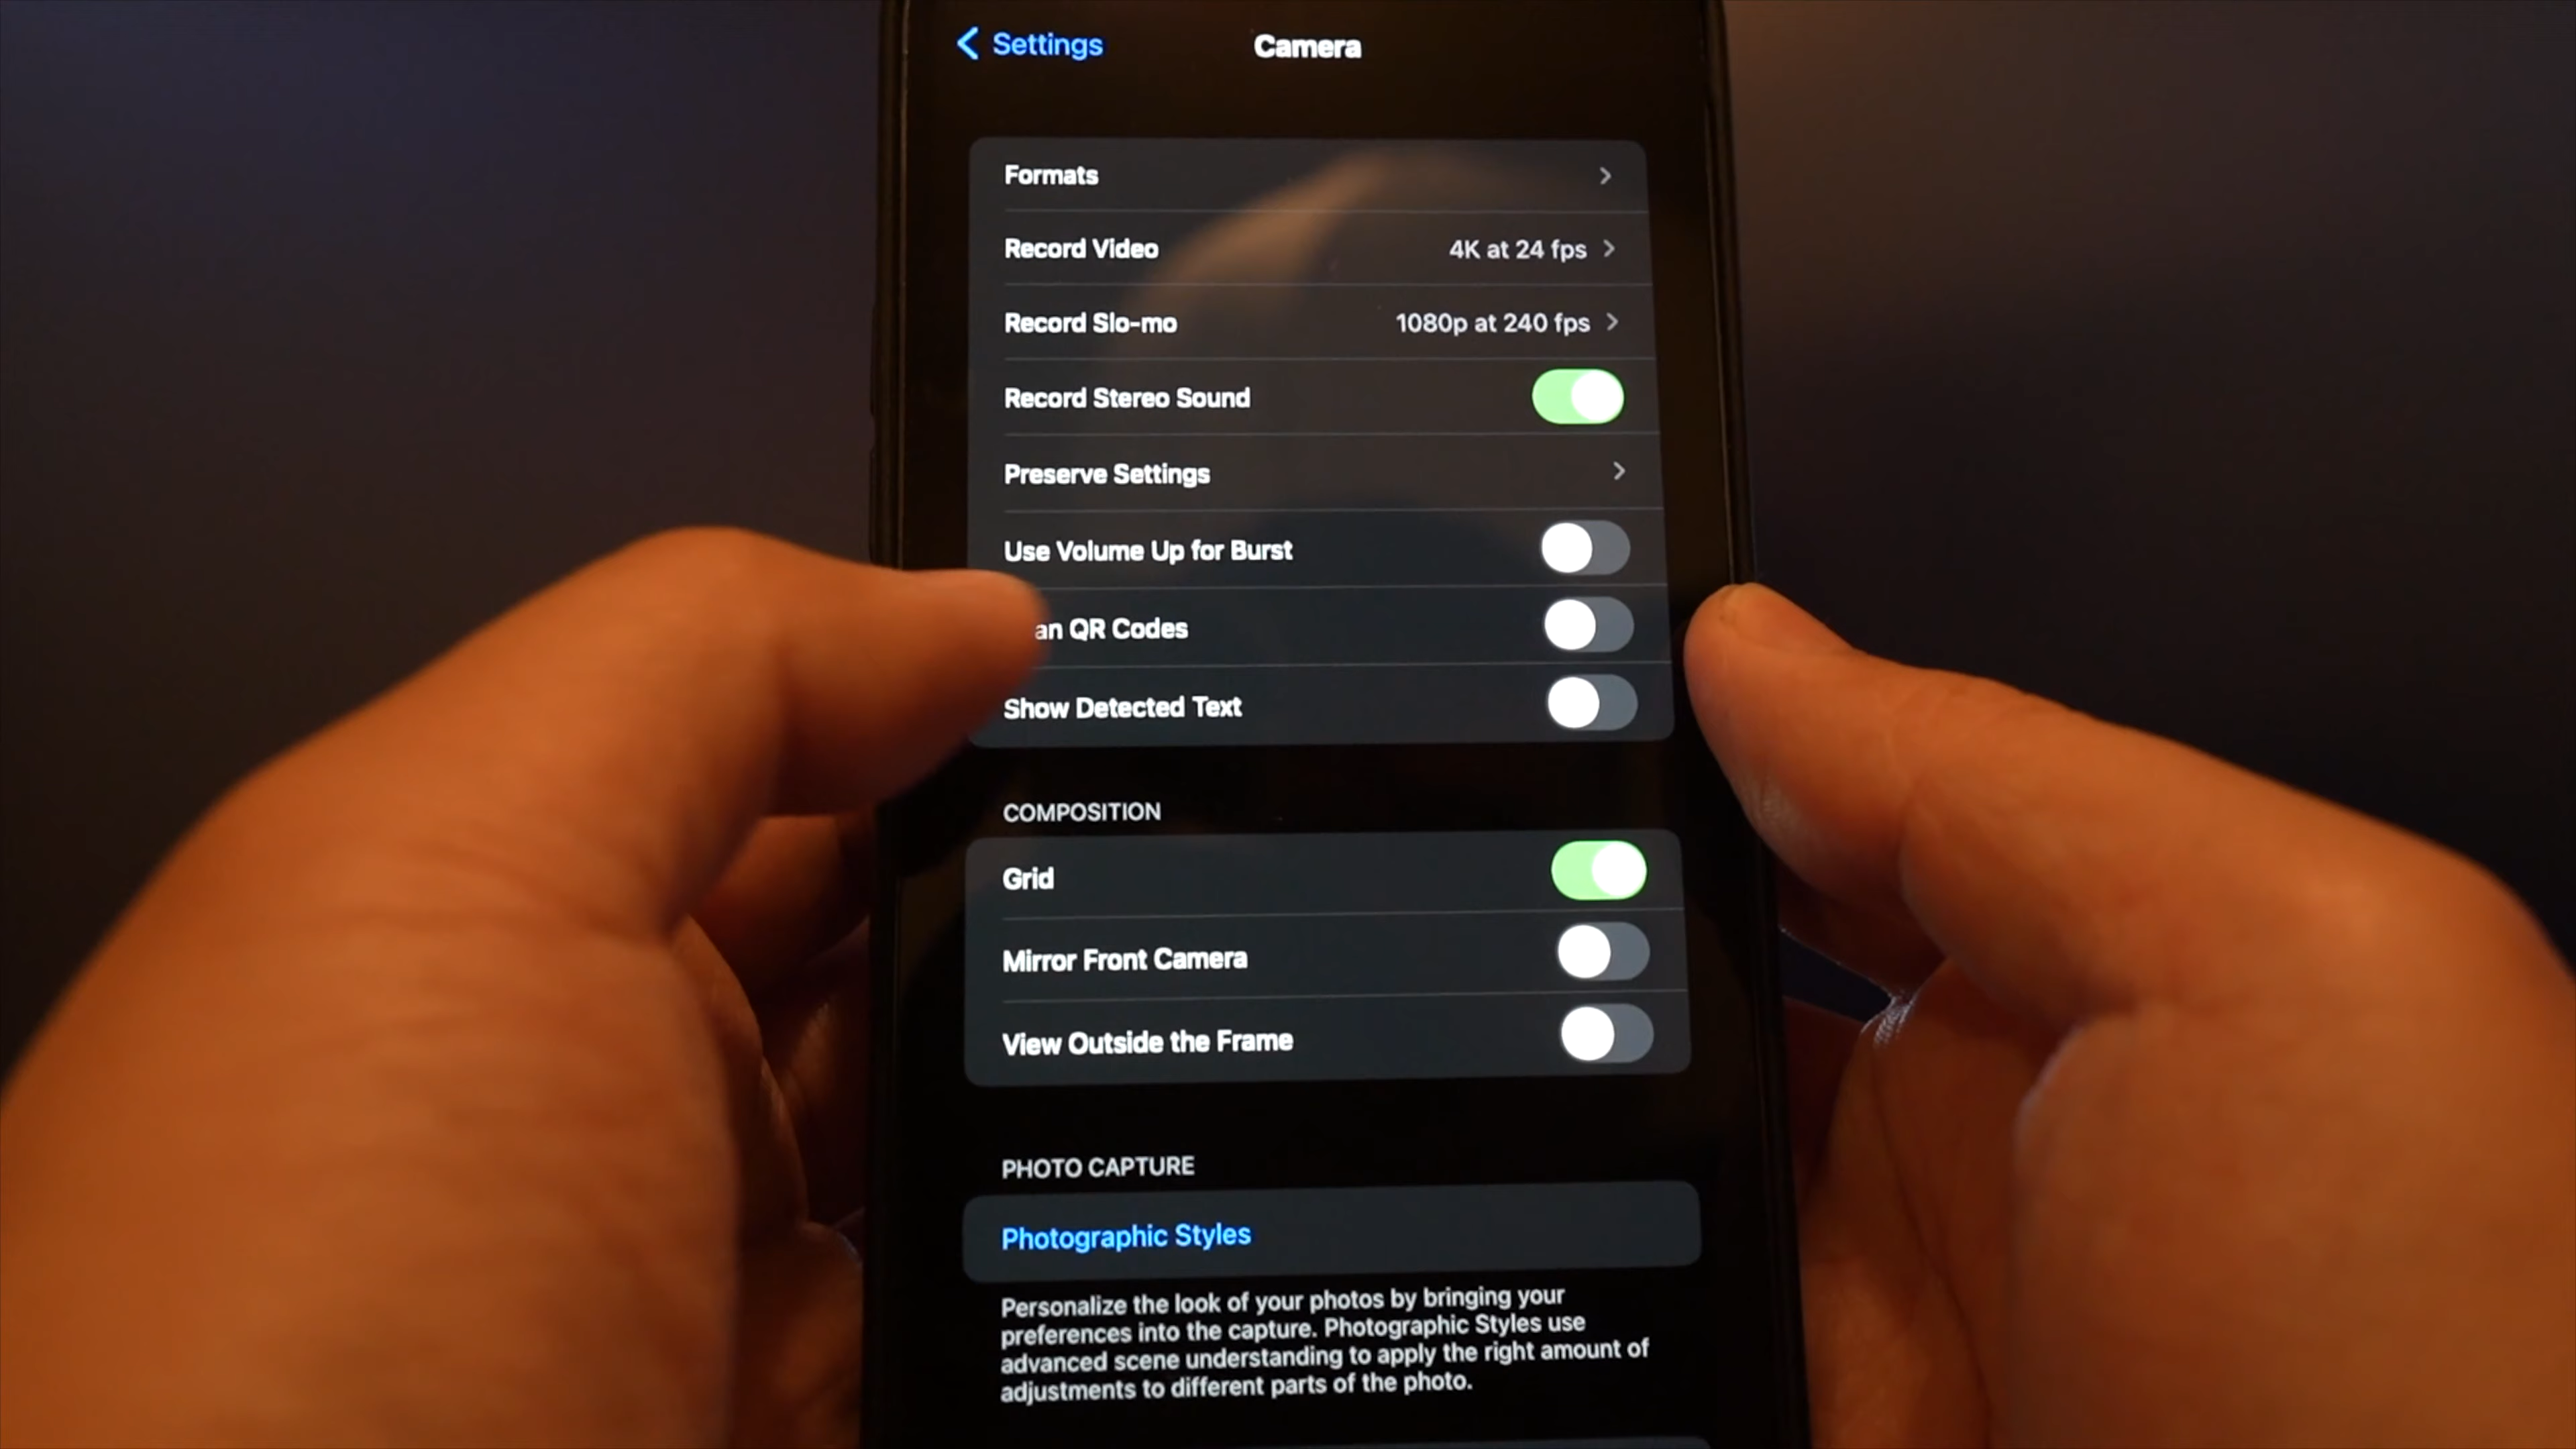 Settings
Camera
Formats
Record Video 4K at 24 fps
Record Slo-mo 1080p at 240 fps
Record Stereo Sound
Preserve Settings
Use Volume Up for Burst
an QR Codes
Show Detected Text
COMPOSITION
Grid
Mirror Front Camera
View Outside the Frame
PHOTO CAPTURE
Photographic Styles
Personalize the look of your photos by bringing your
preferences into the capture. Photographic Styles use
advanced scene understanding to apply the right amount of
adjustments to different parts of the photo.